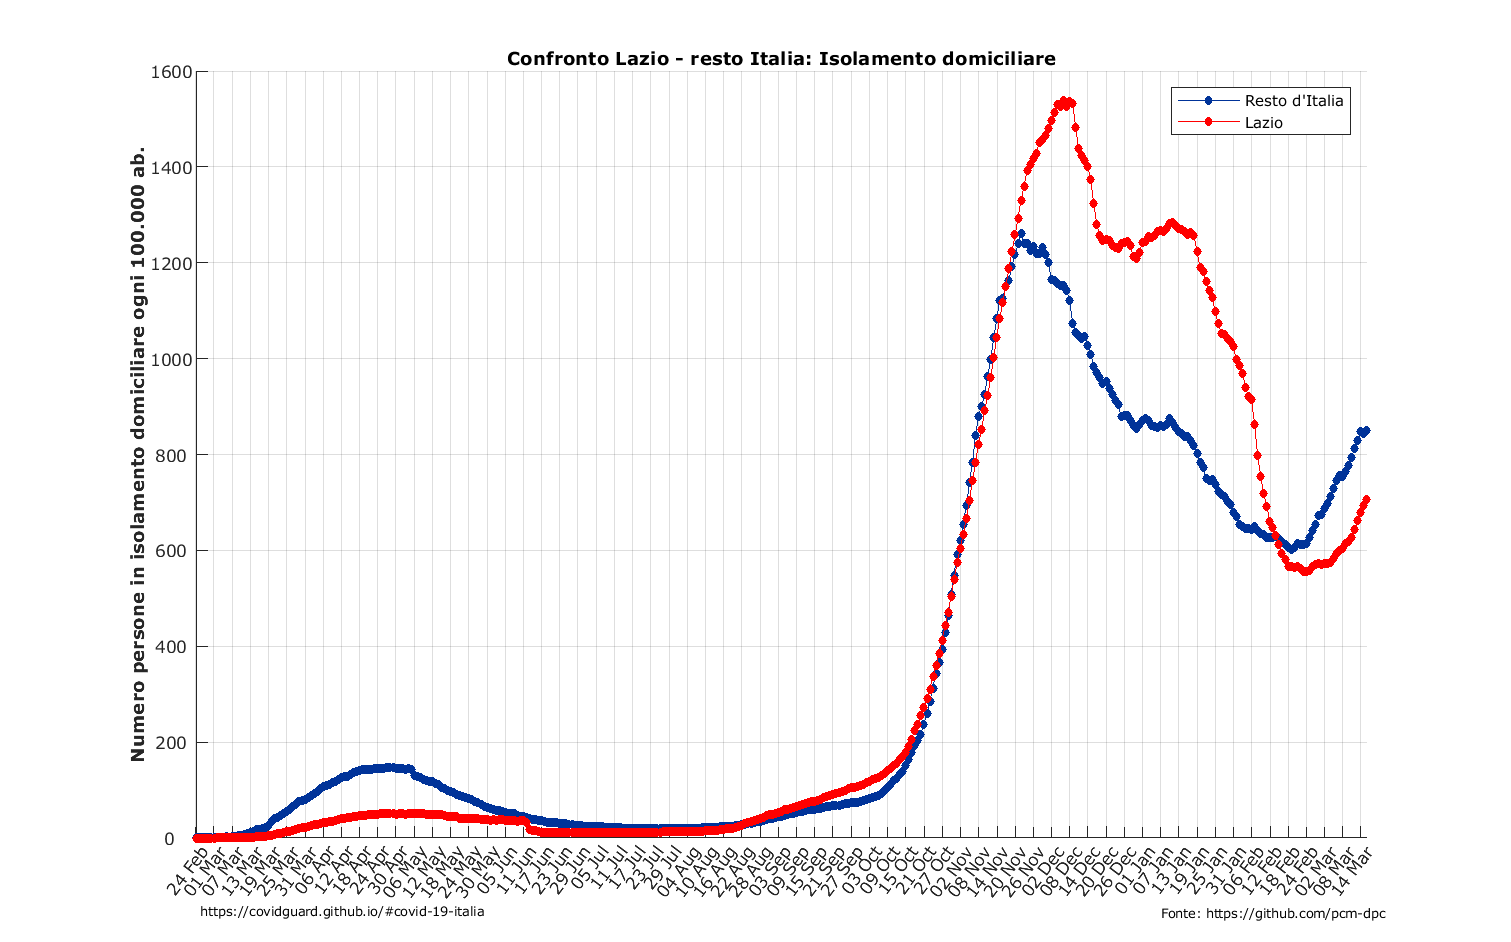 Confronto Lazio - resto Italia: Isolamento domiciliare
Numero persone in isolamento domiciliare ogni 100.000 ab.
1600
1400
1200
1000
800
600
400
200
0
Resto d'Italia
Lazio
24 Feb
01 Mar
07 Mar
13 Mar
19 Mar
25 Mar
31 Mar
06 Apr
12 Apr
18 Apr
24 Apr
30 Apr
06 May
12 May
18 May
24 May
30 May
05 Jun
11 Jun
17 Jun
23 Jun
29 Jun
05 Jul
11 Jul
17 Jul
23 Jul
29 Jul
04 Aug
10 Aug
16 Aug
22 Aug
28 Aug
03 Sep
09 Sep
15 Sep
21 Sep
27 Sep
03 Oct
09 Oct
15 Oct
21 Oct
27 Oct
02 Nov
08 Nov
14 Nov
20 Nov
26 Nov
02 Dec
08 Dec
14 Dec
20 Dec
26 Dec
01 Jan
07 Jan
13 Jan
19 Jan
25 Jan
31 Jan
06 Feb
12 Feb
18 Feb
24 Feb
02 Mar
08 Mar
14 Mar
https://covidguard.github.io/#covid-19-italia
Fonte: https://github.com/pcm-dpc